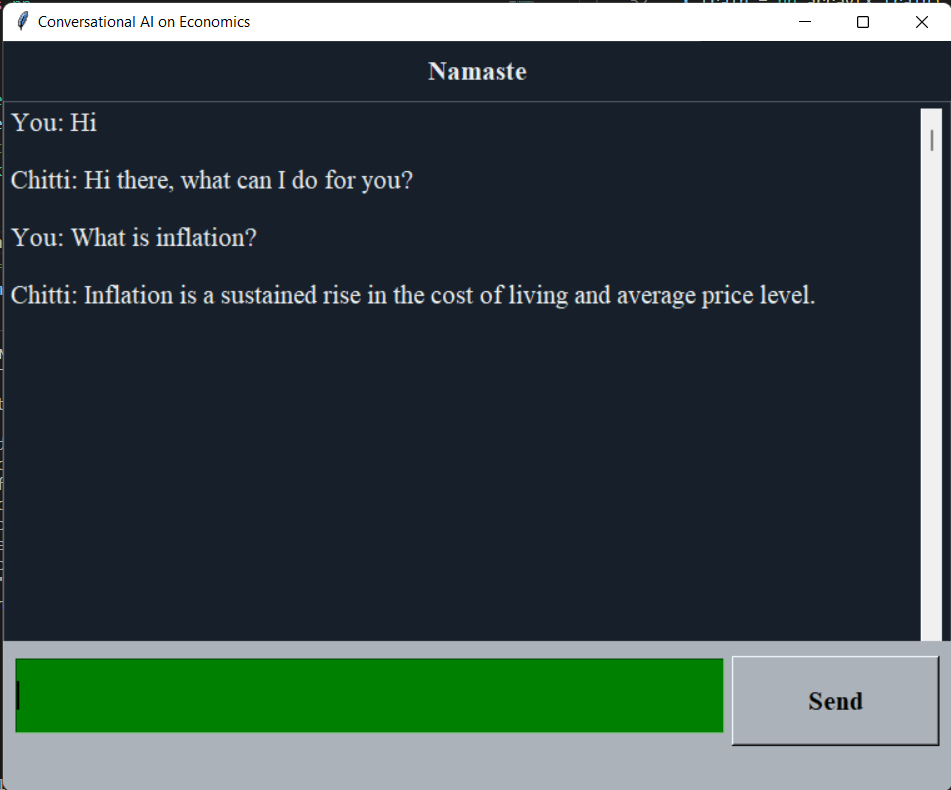 Conversational AI on Economics
Namaste
You: Hi
Chitti: Hi there, what can I do for you?
You: What is inflation?
Chitti: Inflation is a sustained rise in the cost of living and average price level.
Send